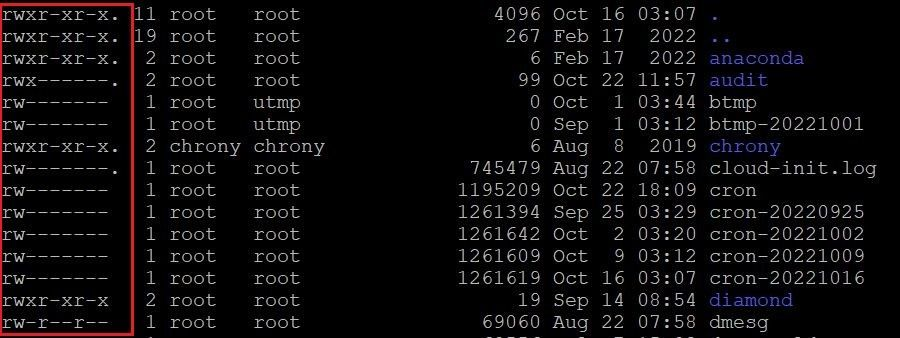 rwxr-xr-x. 11 root root 4096 Oct 16 03:07 .
rwxr-xr-x. 19 root root 267 Feb 17 2022 ..
rwxr-xr-x. 2 root root 6 Feb 17 2022 anaconda
rwx------. 2 root root 99 Oct 22 11:57 audit
rw------- 1 root utmp 0 Oct 1 03:44 btmp
rw------- 1 root utmp 0 Sep 1 03:12 btmp-20221001
rwxr-xr-x. 2 chrony chrony 6 Aug 8 2019 chrony
rw-------. 1 root root 745479 Aug 22 07:58 cloud-init.log
rw------- 1 root root 1195209 Oct 22 18:09 cron
rw------- 1 root root 1261394 Sep 25 03:29 cron-20220925
rw------- 1 root root 1261642 Oct 2 03:20 cron-20221002
rw------- 1 root root 1261609 Oct 9 03:12 cron-20221009
rw------- 1 root root 1261619 Oct 16 03:07 cron-20221016
rwxr-xr-x 2 root root 19 Sep 14 08:54 diamond
rw-r--r-- 1 root root 69060 Aug 22 07:58 dmesg